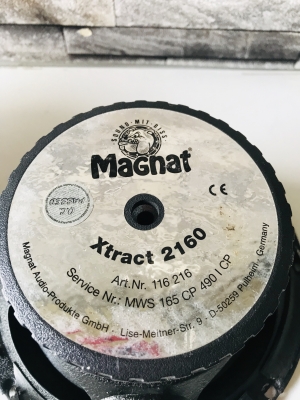 SOUND·MIT·BISS
Magnat®
Q.C
PASSED
CE
Xtract 2160
Art.Nr. 116 216
Service Nr.: MWS 165 CP 490 I CP
Magnat Audio-Produkte GmbH · Lise-Meitner-Str. 9 · D-50259 Pulheim · Germany